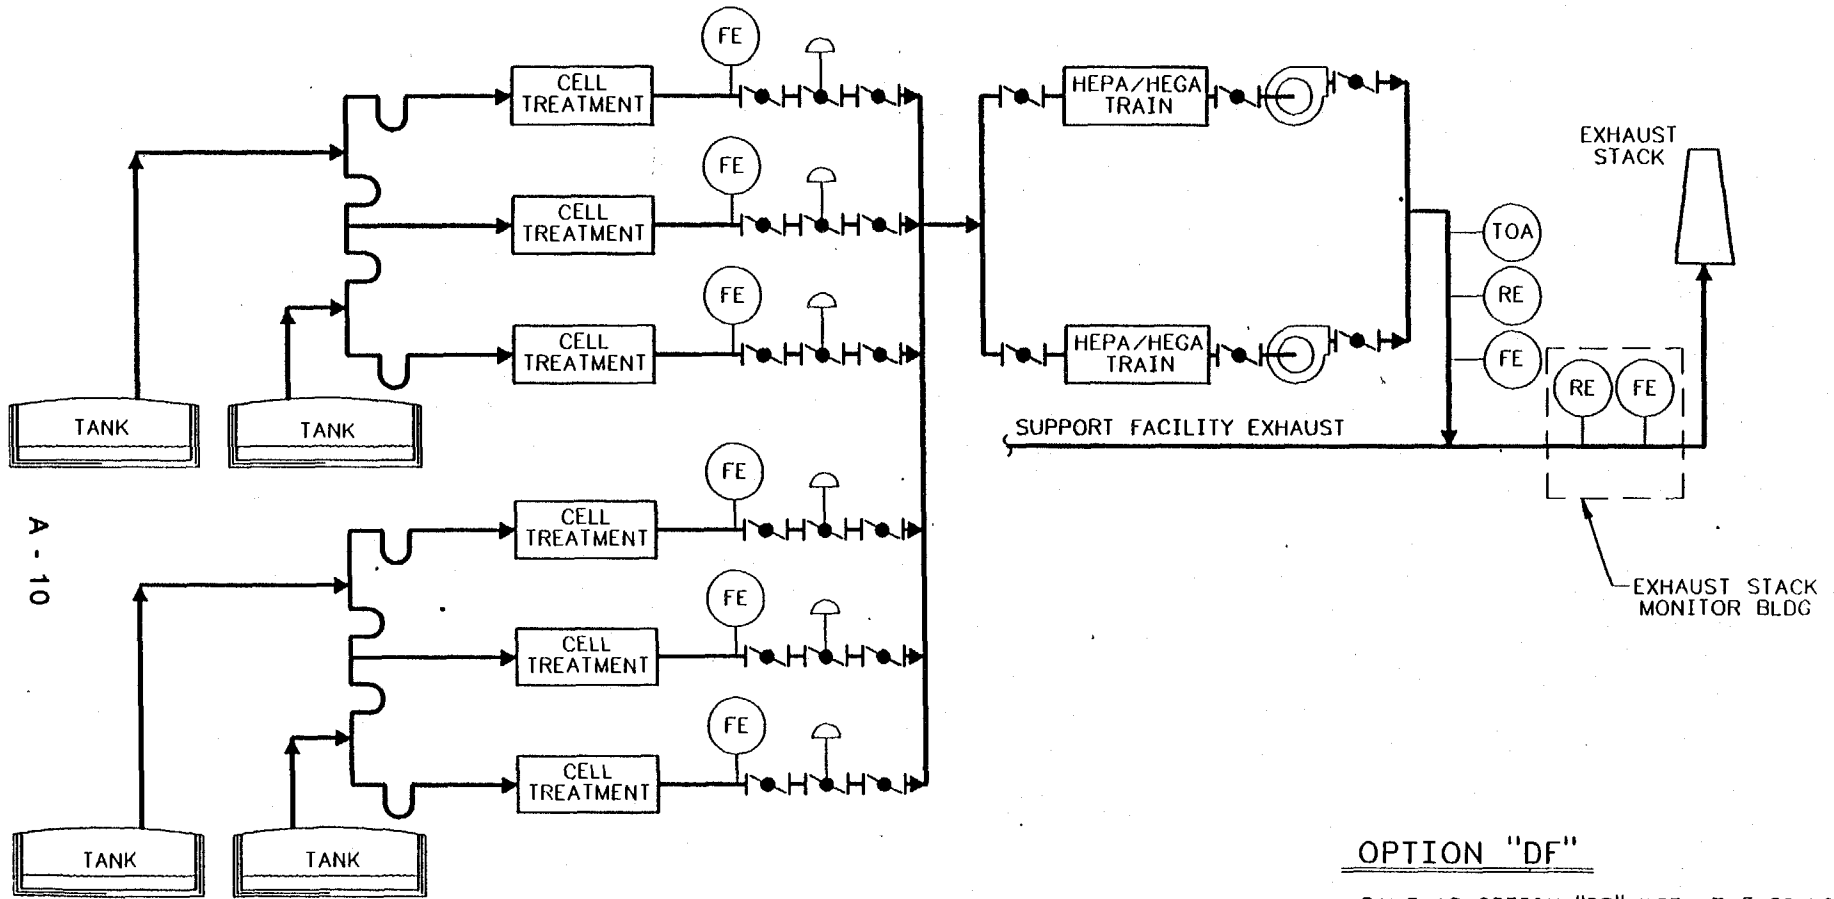 FE
CELL
TREATMENT
HEPA/HEGA
TRAIN
EXHAUST
STACK
FE
CELL
TREATMENT
TOA
FE
CELL
TREATMENT
HEPA/HEGA
TRAIN
RE
FE
RE
FE
TANK
TANK
SUPPORT FACILITY EXHAUST
FE
CELL
TREATMENT
A - 10
EXHAUST STACK
MONITOR BLDG
FE
CELL
TREATMENT
FE
CELL
TREATMENT
TANK
TANK
OPTION "DF"